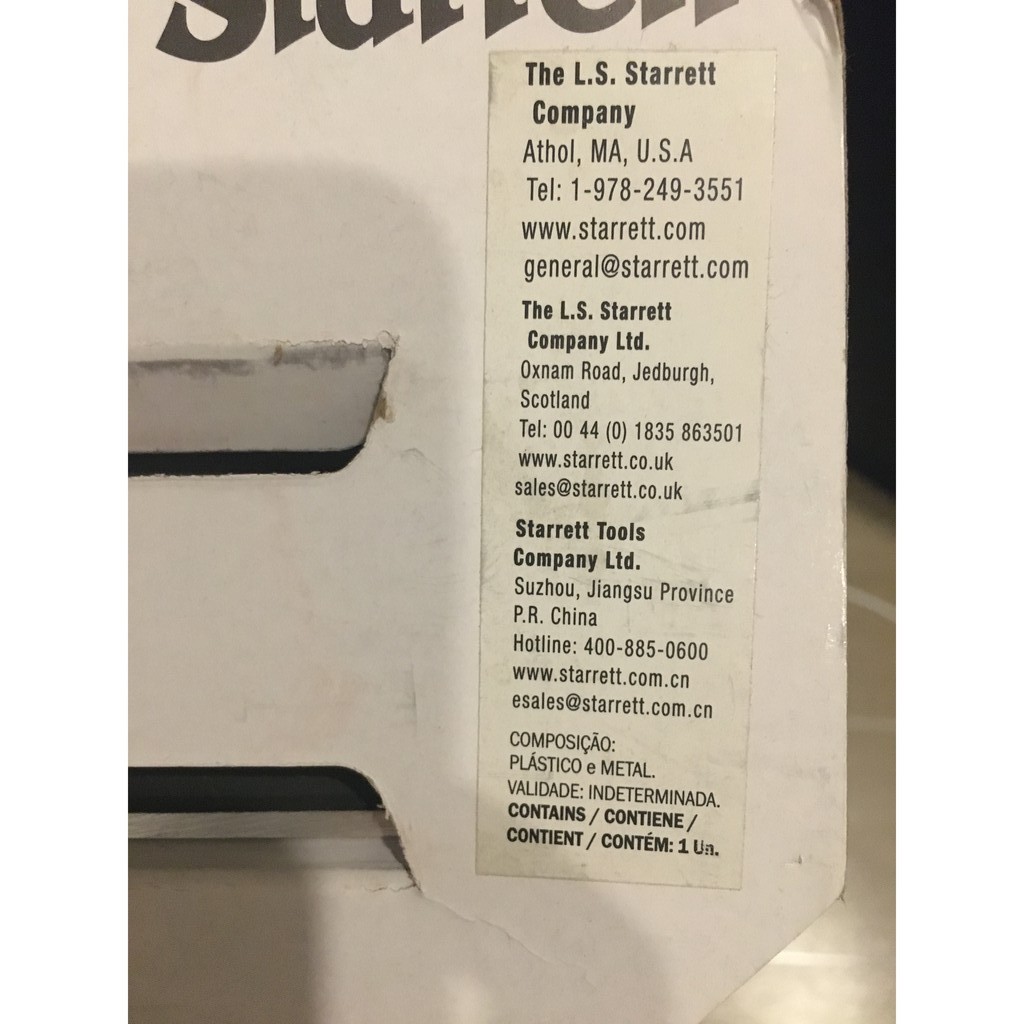 Starrett
The L.S. Starrett
Company
Athol, MA, U.S.A
Tel: 1-978-249-3551
www.starrett.com
general@starrett.com
The L.S. Starrett
Company Ltd.
Oxnam Road, Jedburgh,
Scotland
Tel: 00 44 (0) 1835 863501
www.starrett.co.uk
sales@starrett.co.uk
Starrett Tools
Company Ltd.
Suzhou, Jiangsu Province
P.R. China
Hotline: 400-885-0600
www.starrett.com.cn
esales@starrett.com.cn
COMPOSIÇÃO:
PLÁSTICO e METAL.
VALIDADE: INDETERMINADA.
CONTAINS / CONTIENE /
CONTIENT / CONTÉM: 1 Un.